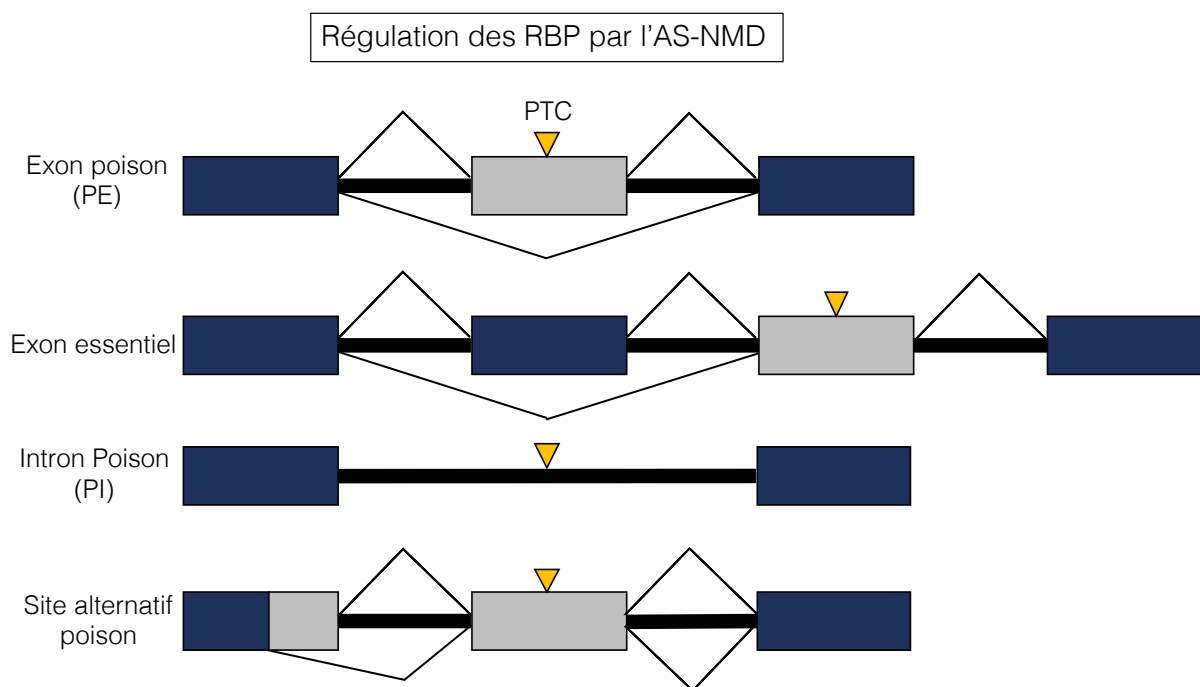 Régulation des RBP par l'AS-NMD
PTC
Exon poison
(PE)
Exon essentiel
Intron Poison
(PI)
Site alternatif
poison